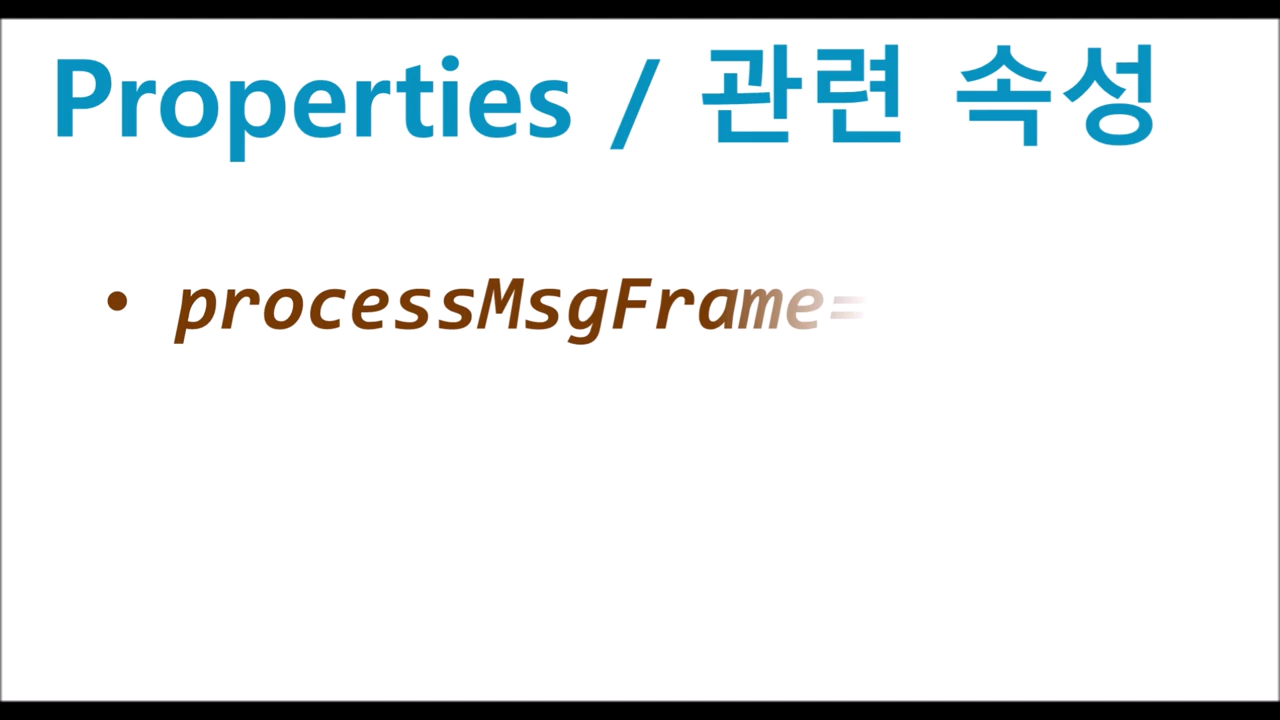 Properties / 관련 속성
• processMsgFrame=